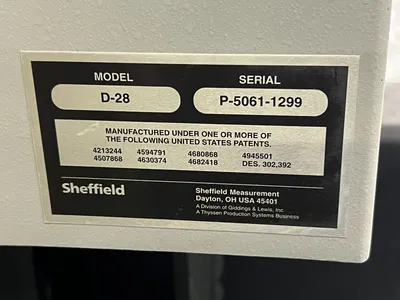 MODEL SERIAL
D-28 P-5061-1299
MANUFACTURED UNDER ONE OR MORE OF
THE FOLLOWING UNITED STATES PATENTS.
4213244 4594791 4680868 4945501
4507868 4630374 4682418 DES. 302,392
Sheffield
Sheffield Measurement
Dayton, OH USA 45401
A Division of Giddings & Lewis, Inc.
A Thyssen Production Systems Business